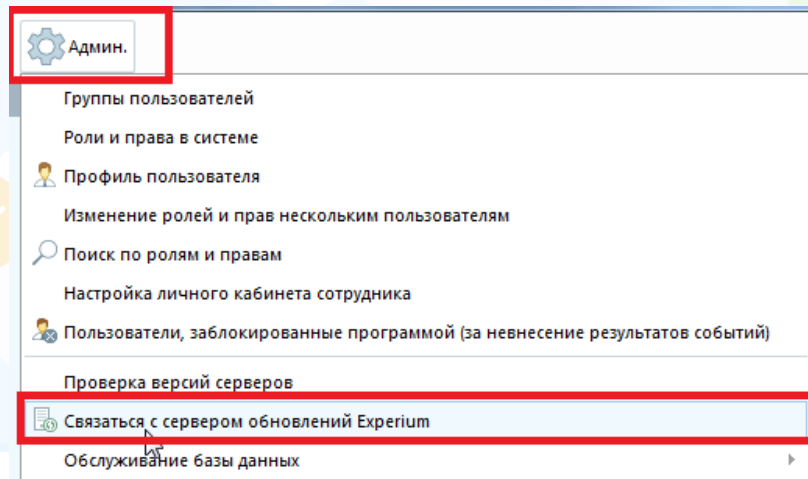 Админ.
Группы пользователей
Роли и права в системе
Профиль пользователя
Изменение ролей и прав нескольким пользователям
Поиск по ролям и правам
Настройка личного кабинета сотрудника
Пользователи, заблокированные программой (за невнесение результатов событий)
Проверка версий серверов
Связаться с сервером обновлений Experium
Обслуживание базы данных